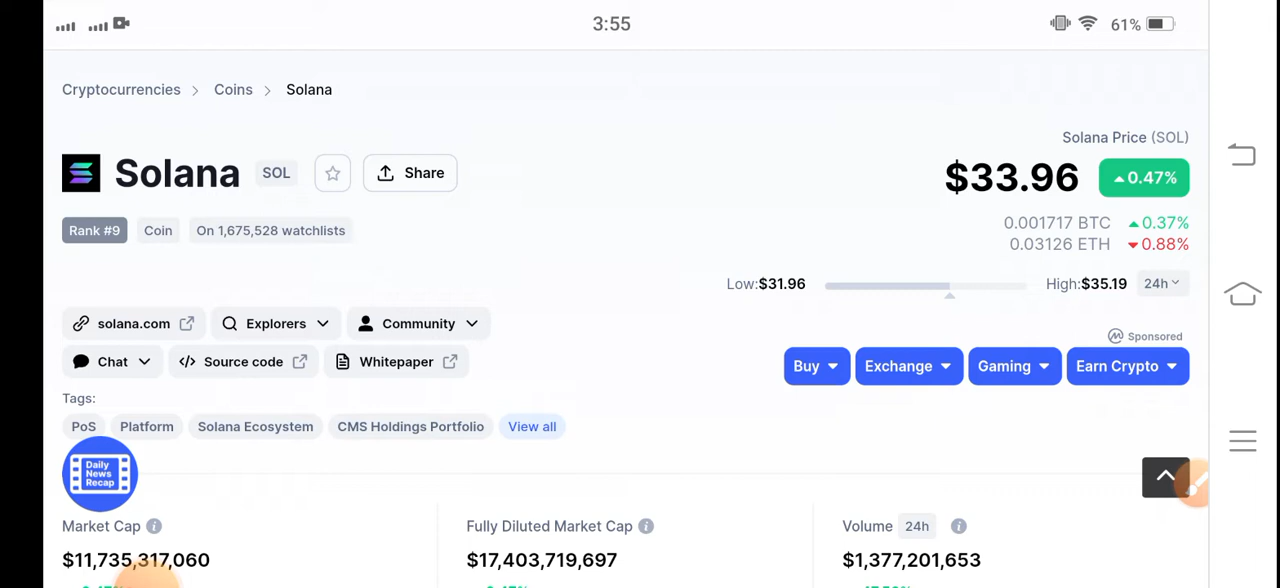 3:55
61%
Cryptocurrencies > Coins > Solana
Solana Price (SOL)
Solana SOL Share
$33.96 0.47%
Rank #9 Coin On 1,675,528 watchlists
0.001717 BTC 0.37%
0.03126 ETH 0.88%
Low:$31.96 High:$35.19 24h
solana.com Explorers Community
Sponsored
Chat Source code Whitepaper
Buy Exchange Gaming Earn Crypto
Tags:
PoS Platform Solana Ecosystem CMS Holdings Portfolio View all
Daily
News
Recap
Market Cap Fully Diluted Market Cap Volume 24h
$11,735,317,060 $17,403,719,697 $1,377,201,653